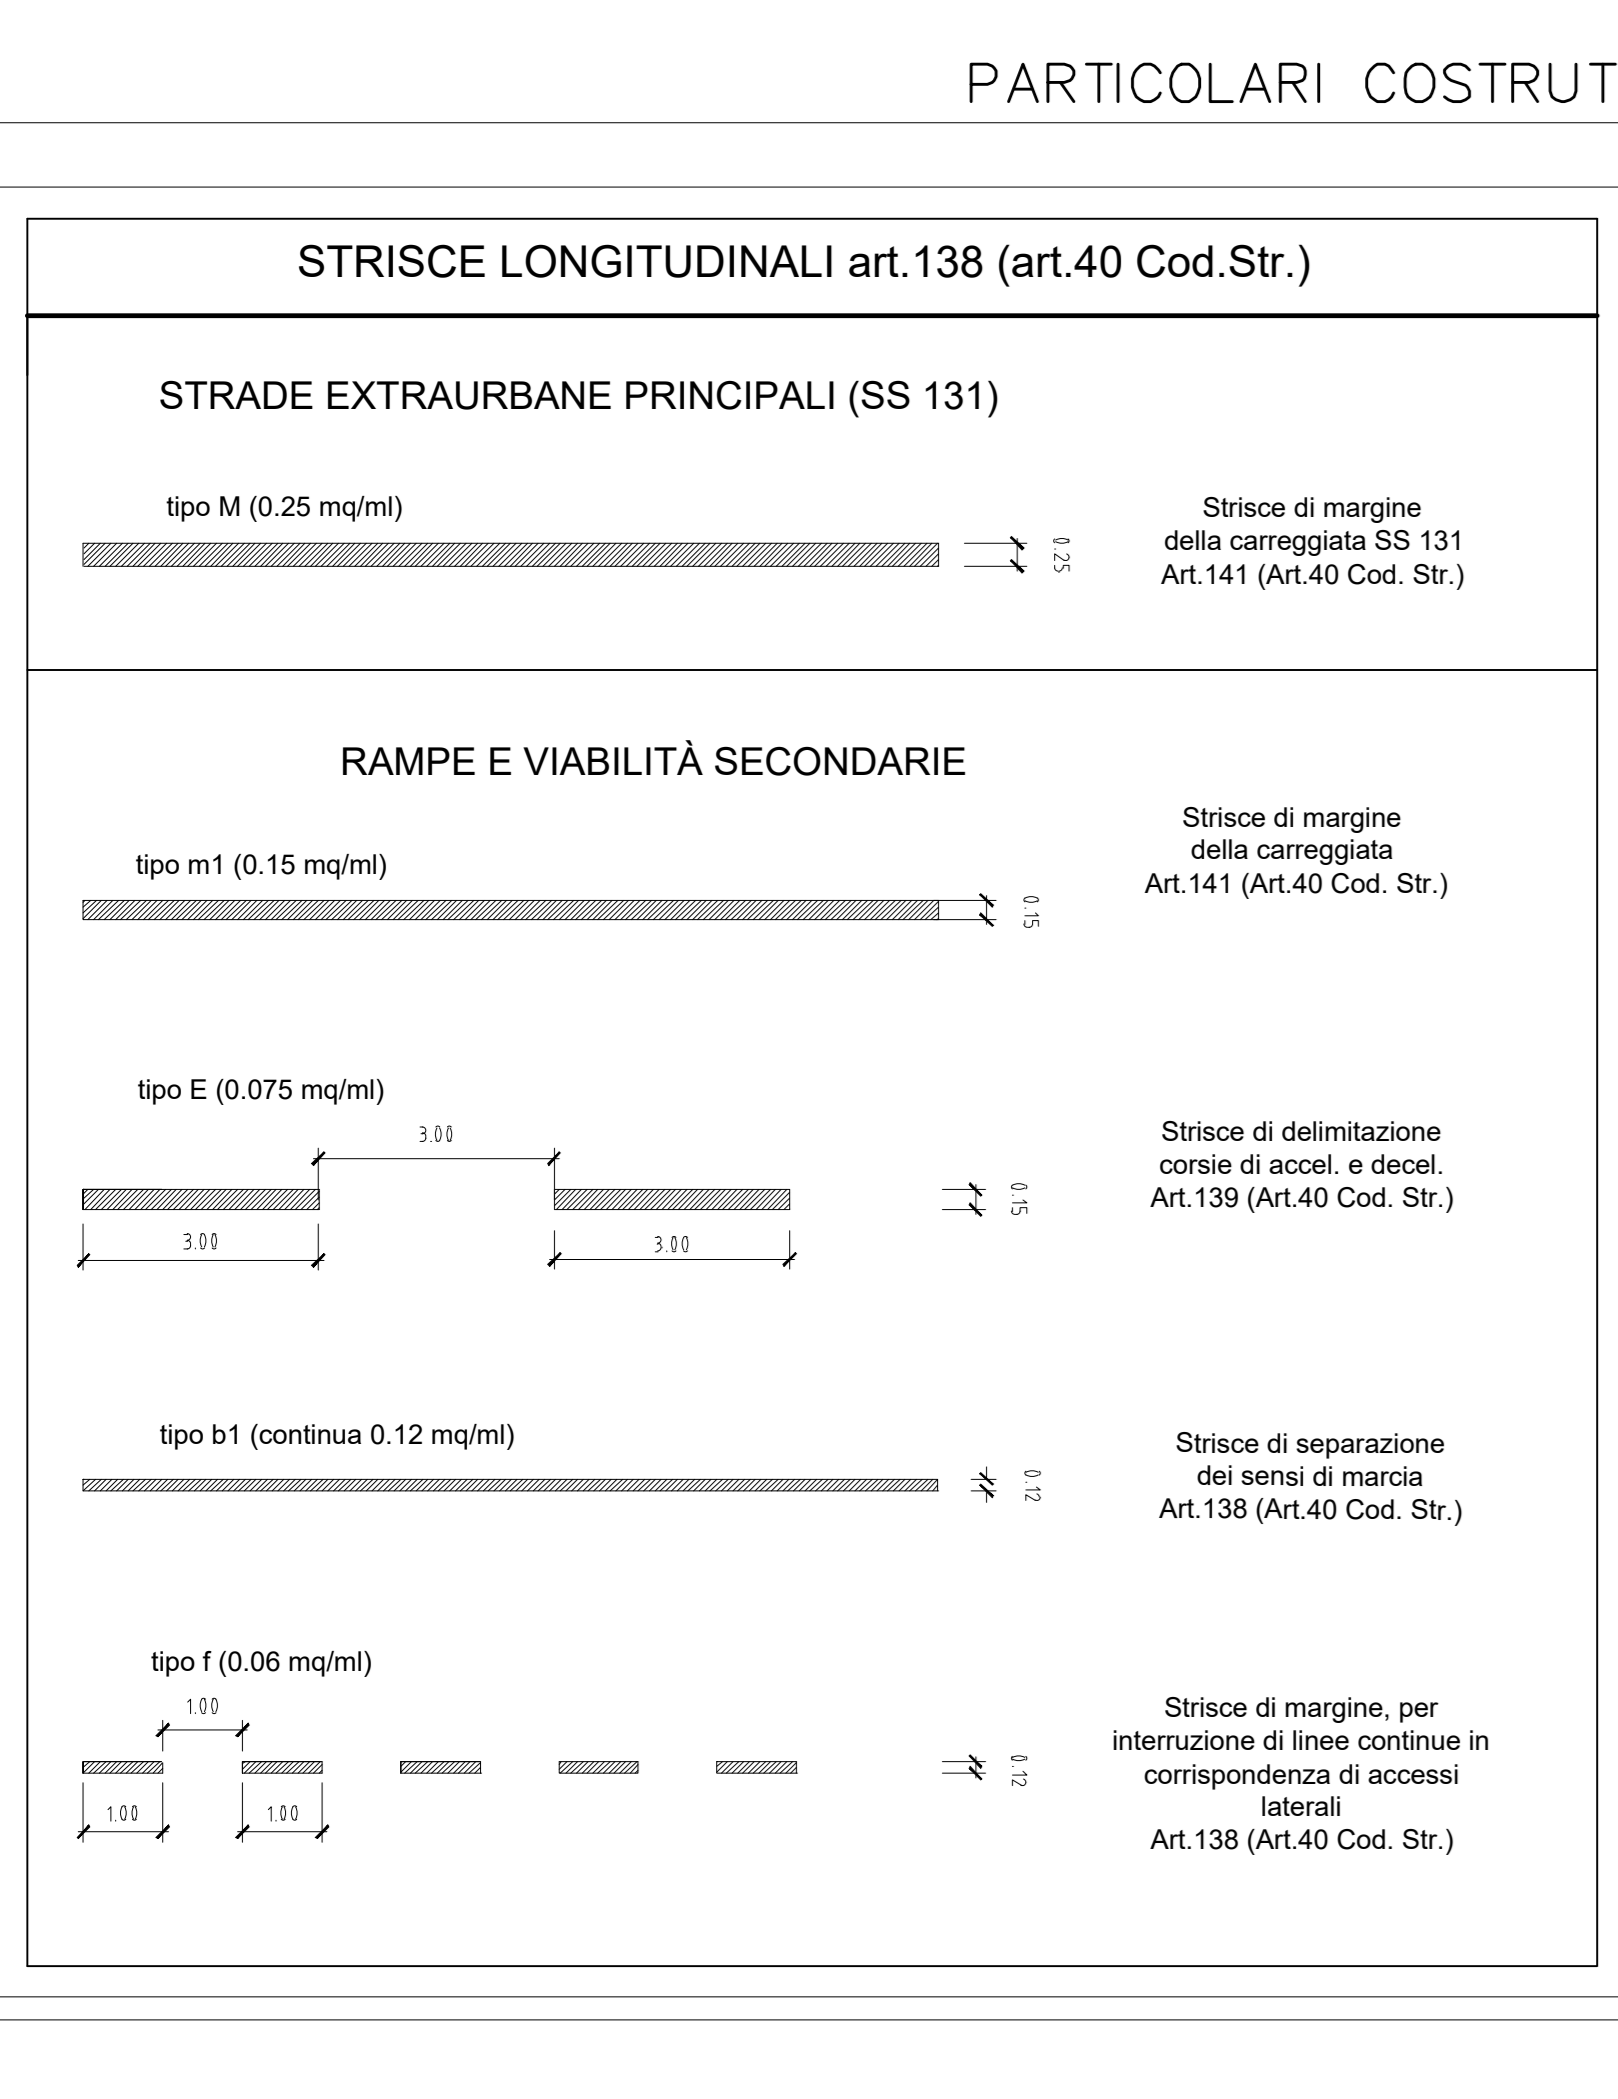 PARTICOLARI COSTRUT
STRISCE LONGITUDINALI art.138 (art.40 Cod.Str.)
STRADE EXTRAURBANE PRINCIPALI (SS 131)
tipo M (0.25 mq/ml)
0.25
Strisce di margine
della carreggiata SS 131
Art.141 (Art.40 Cod. Str.)
RAMPE E VIABILITÀ SECONDARIE
tipo m1 (0.15 mq/ml)
0.15
Strisce di margine
della carreggiata
Art.141 (Art.40 Cod. Str.)
tipo E (0.075 mq/ml)
3.00
3.00
3.00
0.15
Strisce di delimitazione
corsie di accel. e decel.
Art.139 (Art.40 Cod. Str.)
tipo b1 (continua 0.12 mq/ml)
0.12
Strisce di separazione
dei sensi di marcia
Art.138 (Art.40 Cod. Str.)
tipo f (0.06 mq/ml)
1.00
1.00
1.00
0.12
Strisce di margine, per
interruzione di linee continue in
corrispondenza di accessi
laterali
Art.138 (Art.40 Cod. Str.)